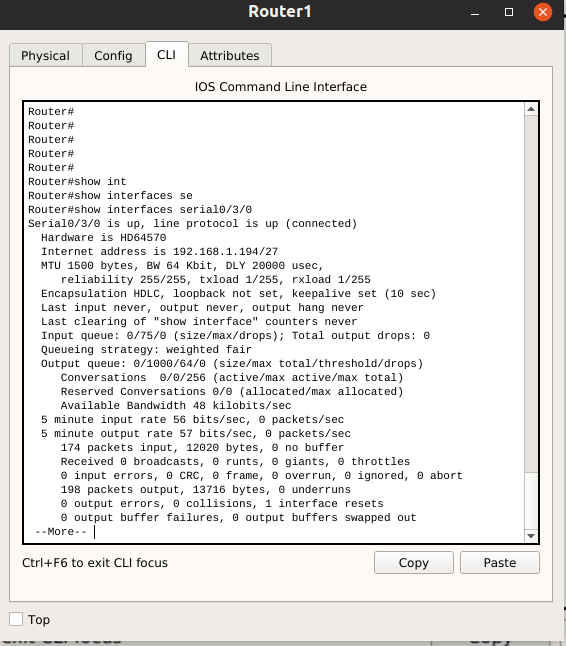 Router1
Physical
Config
CLI
Attributes
IOS Command Line Interface
Router#
Router#
Router#
Router#
Router#
Router#show int
Router#show interfaces se
Router#show interfaces serial0/3/0
Serial0/3/0 is up, line protocol is up (connected)
  Hardware is HD64570
  Internet address is 192.168.1.194/27
  MTU 1500 bytes, BW 64 Kbit, DLY 20000 usec,
     reliability 255/255, txload 1/255, rxload 1/255
  Encapsulation HDLC, loopback not set, keepalive set (10 sec)
  Last input never, output never, output hang never
  Last clearing of "show interface" counters never
  Input queue: 0/75/0 (size/max/drops); Total output drops: 0
  Queueing strategy: weighted fair
  Output queue: 0/1000/64/0 (size/max total/threshold/drops)
     Conversations  0/0/256 (active/max active/max total)
     Reserved Conversations 0/0 (allocated/max allocated)
     Available Bandwidth 48 kilobits/sec
  5 minute input rate 56 bits/sec, 0 packets/sec
  5 minute output rate 57 bits/sec, 0 packets/sec
     174 packets input, 12020 bytes, 0 no buffer
     Received 0 broadcasts, 0 runts, 0 giants, 0 throttles
     0 input errors, 0 CRC, 0 frame, 0 overrun, 0 ignored, 0 abort
     198 packets output, 13716 bytes, 0 underruns
     0 output errors, 0 collisions, 1 interface resets
     0 output buffer failures, 0 output buffers swapped out
 --More--
Ctrl+F6 to exit CLI focus
Copy
Paste
Top
exit CLI focus
Copy